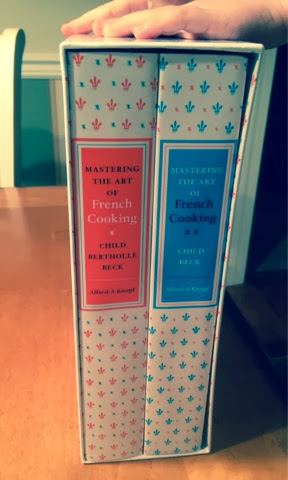 MASTERING
THE ART
OF
French
Cooking
*
CHILD
BERTHOLLE
BECK
Alfred·A·Knopf
MASTERING
THE ART OF
French
Cooking
**
CHILD
BECK
Alfred·A·Knopf